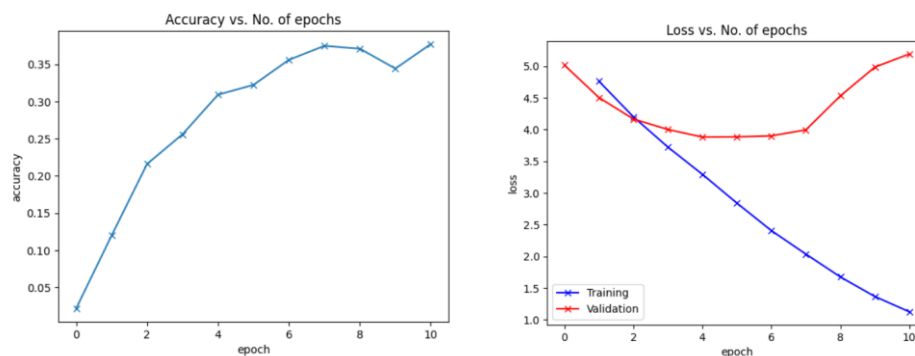 Accuracy vs. No. of epochs
0.35
0.30
0.25
0.20
0.15
0.10
0.05
accuracy
0 2 4 6 8 10
epoch
Loss vs. No. of epochs
5.0
4.5
4.0
3.5
3.0
2.5
2.0
1.5
1.0
loss
Training
Validation
0 2 4 6 8 10
epoch